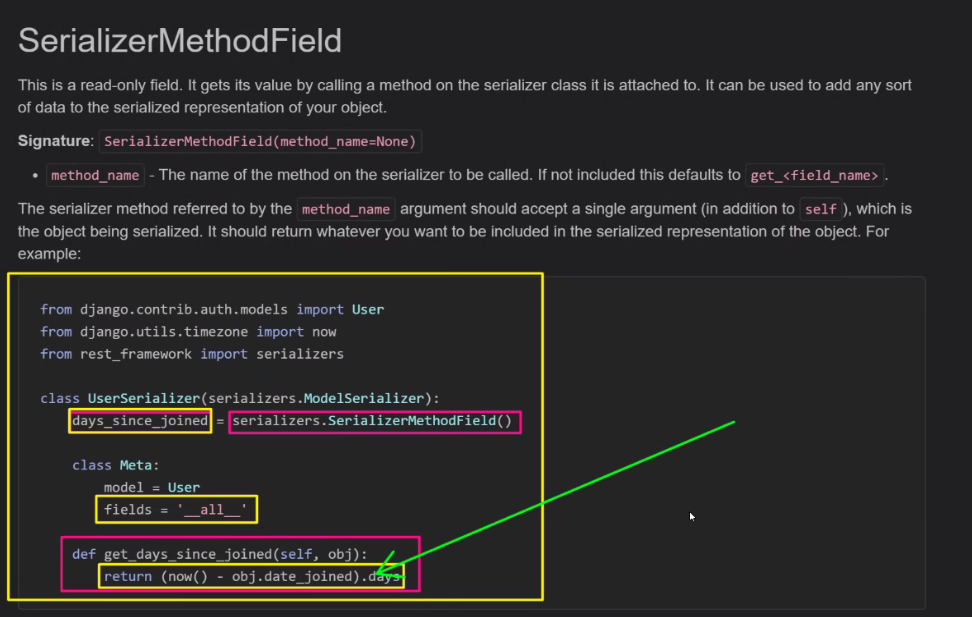 SerializerMethodField
This is a read-only field. It gets its value by calling a method on the serializer class it is attached to. It can be used to add any sort
of data to the serialized representation of your object.
Signature: SerializerMethodField(method_name=None)
• method_name - The name of the method on the serializer to be called. If not included this defaults to get_<field_name>.
The serializer method referred to by the method_name argument should accept a single argument (in addition to self), which is
the object being serialized. It should return whatever you want to be included in the serialized representation of the object. For
example:
from django.contrib.auth.models import User
from django.utils.timezone import now
from rest_framework import serializers
class UserSerializer(serializers.ModelSerializer):
days_since_joined = serializers.SerializerMethodField()
class Meta:
model = User
fields = '__all__'
def get_days_since_joined(self, obj):
return (now() - obj.date_joined).days